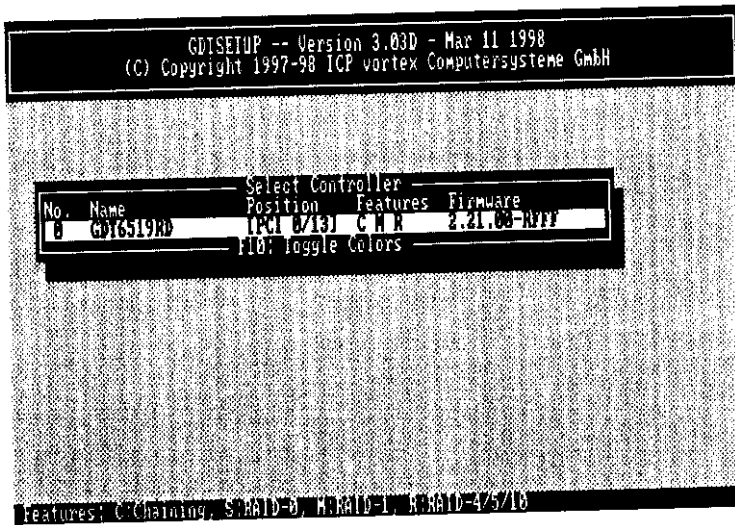 GDTSETUP -- Version 3.03D - Mar 11 1998
(C) Copyright 1997-98 ICP vortex Computersysteme GmbH
Select Controller
No. Name Position Features Firmware
0 GDT6519RD [PCI 0/13] C M R 2.21.00-RFFF
F10: Toggle Colors
Features: C:Chaining, S:RAID-0, M:RAID-1, R:RAID-4/5/10